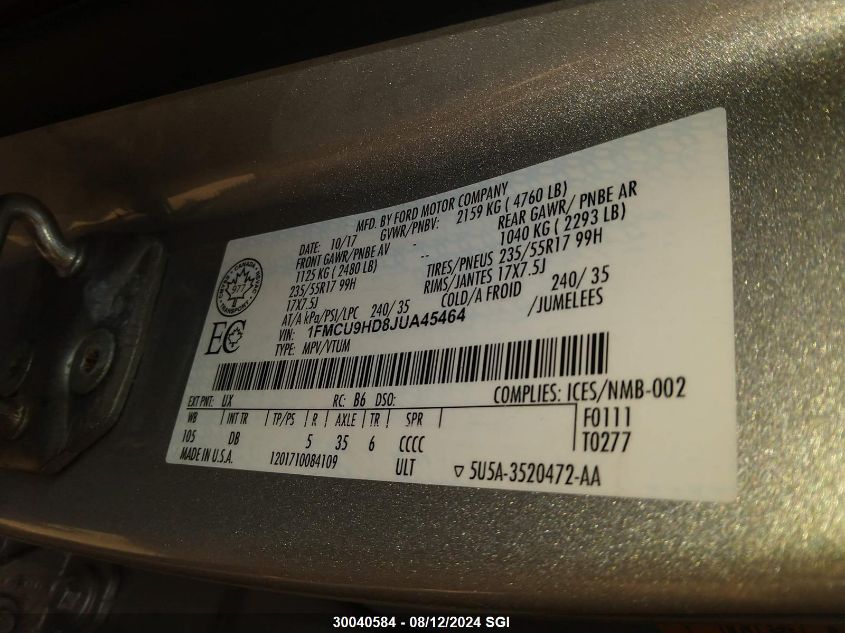 MFD. BY FORD MOTOR COMPANY
DATE: 10/17 GVWR/PNBV: 2159 KG ( 4760 LB)
FRONT GAWR/PNBE AV - REAR GAWR/ PNBE AR
1125 KG ( 2480 LB) - 1040 KG ( 2293 LB)
235/55R17 99H TIRES/PNEUS 235/55R17 99H
17X7.5J RIMS/JANTES 17X7.5J
AT/A kPa/PSI/LPC 240/ 35 COLD/A FROID 240/ 35
VIN: 1FMCU9HD8JUA45464 /JUMELEES
TYPE: MPV/VTUM
CANADA
977
TRANSPORT
EC
EXT PNT: UX RC: B6 DSO: COMPLIES: ICES/NMB-002
WB INT TR TP/PS R AXLE TR SPR F0111
105 DB 5 35 6 CCCC T0277
MADE IN U.S.A. 1201710084109 ULT ▽ 5U5A-3520472-AA
30040584 - 08/12/2024 SGI